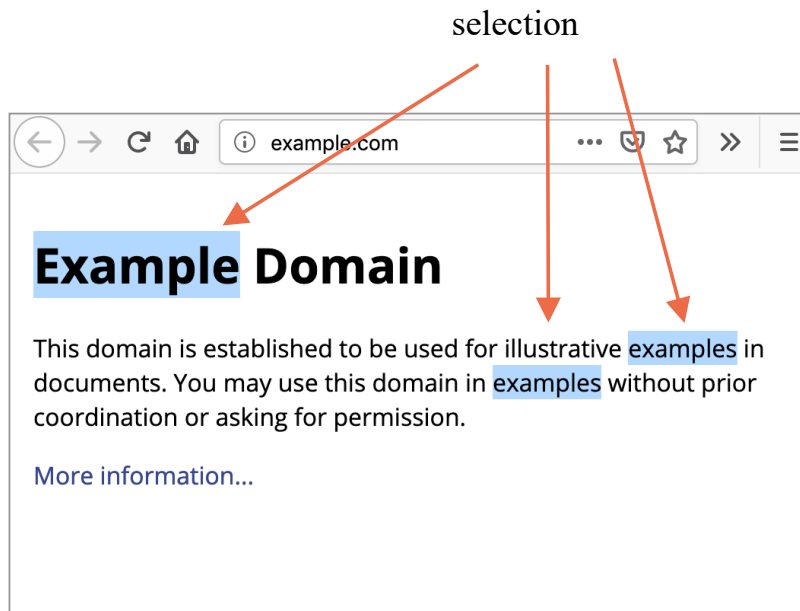 selection
example.com
Example Domain
This domain is established to be used for illustrative examples in
documents. You may use this domain in examples without prior
coordination or asking for permission.
More information...